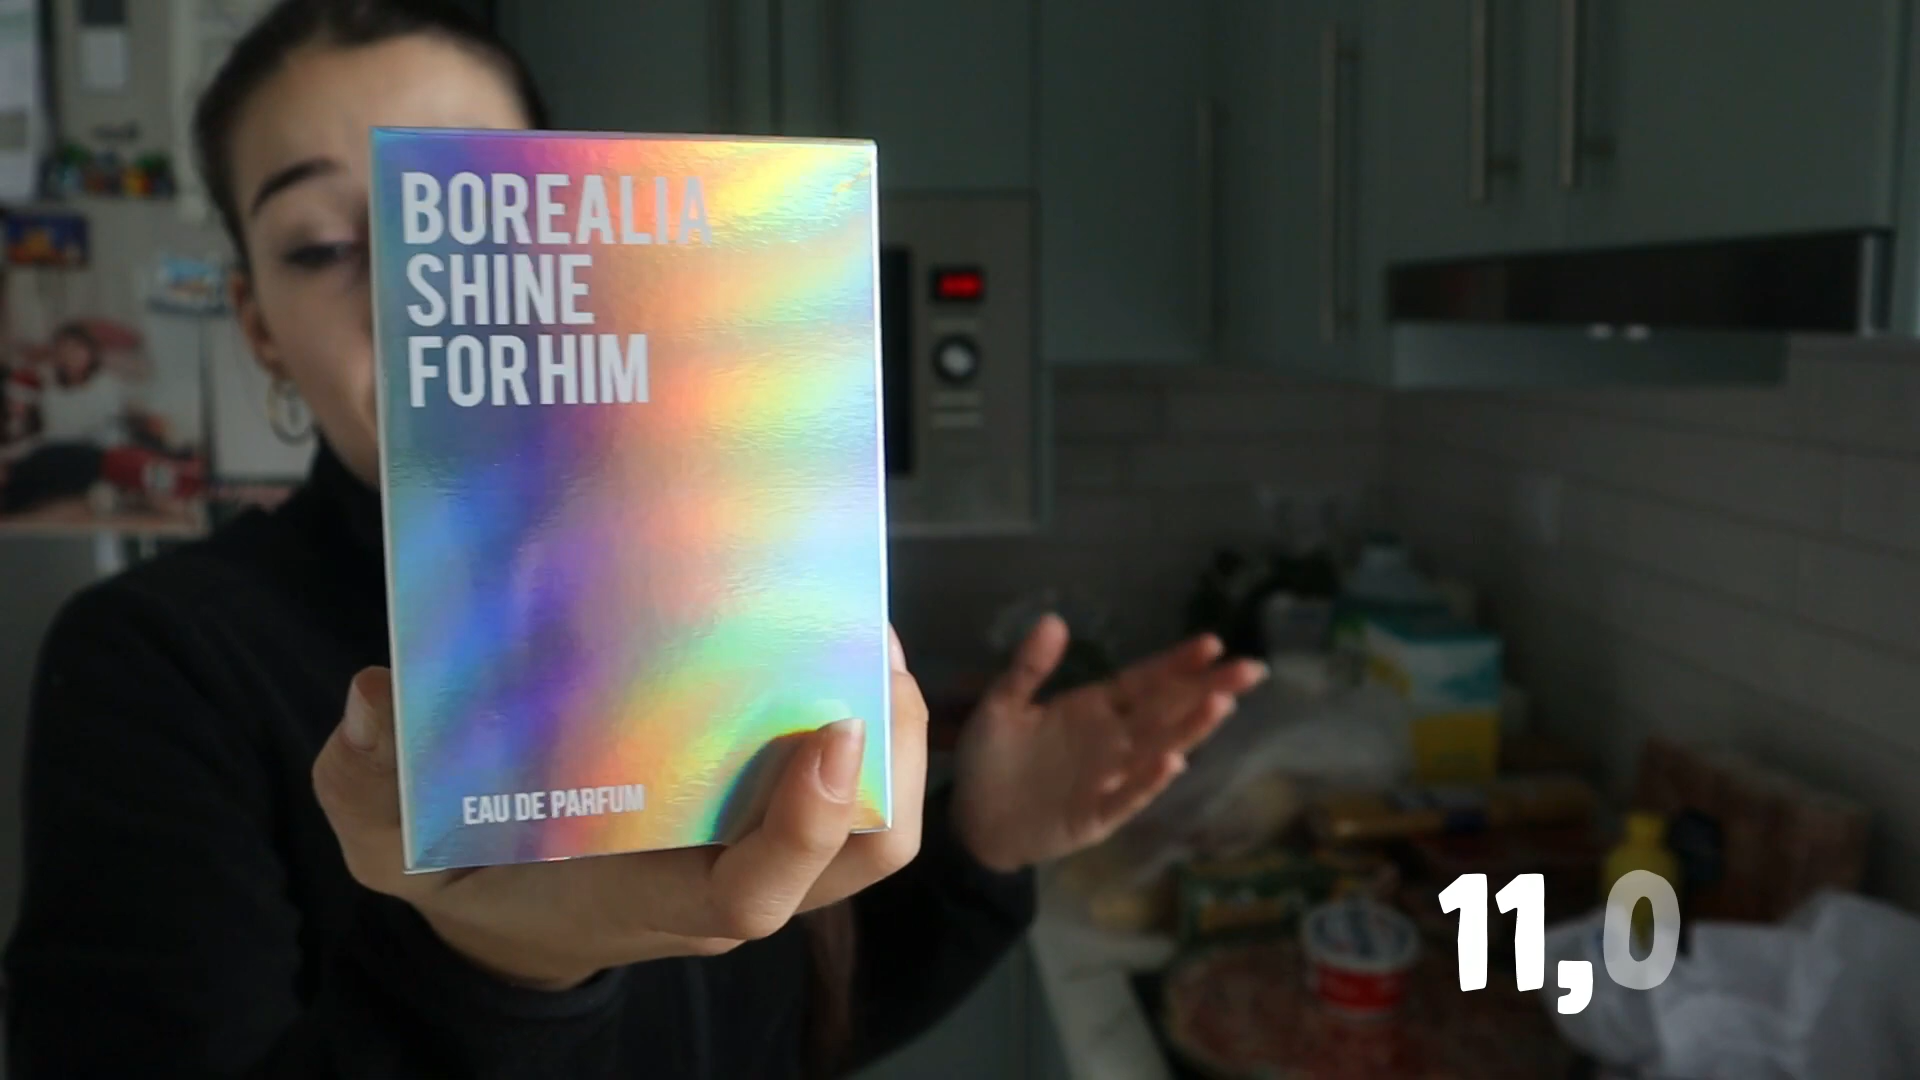 BOREALIA
SHINE
FOR HIM
EAU DE PARFUM
11,0